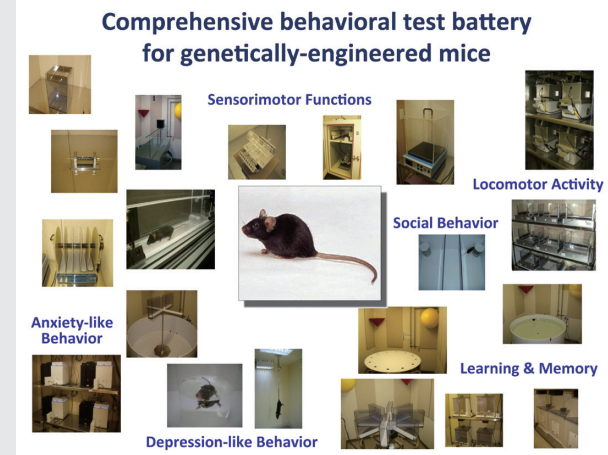 Comprehensive behavioral test battery
for genetically-engineered mice
Sensorimotor Functions
Locomotor Activity
Social Behavior
Anxiety-like
Behavior
Learning & Memory
Depression-like Behavior